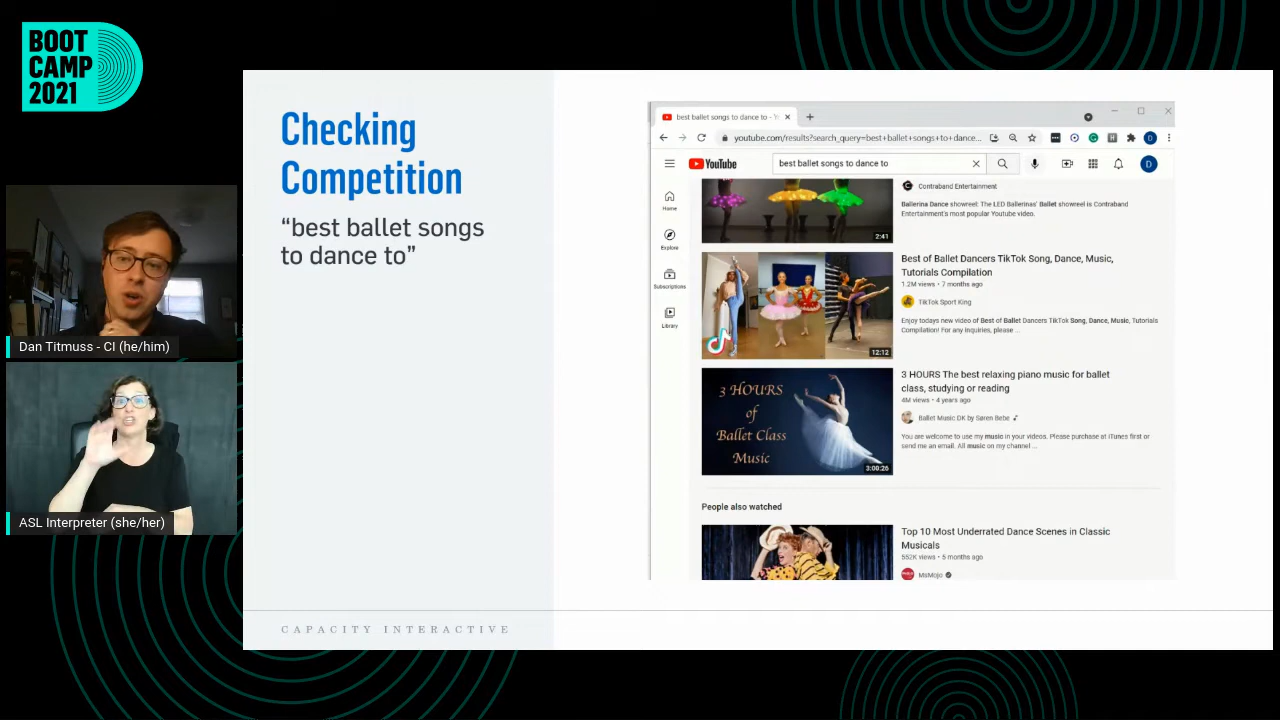 BOOT
CAMP
2021
Dan Titmuss - CI (he/him)
ASL Interpreter (she/her)
Checking
Competition
“best ballet songs
to dance to”
CAPACITY INTERACTIVE
best ballet songs to dance to - Yo
youtube.com/results?search_query=best+ballet+songs+to+dance...
D
YouTube
best ballet songs to dance to
D
Home
Explore
Subscriptions
Library
2:41
Contraband Entertainment
Ballerina Dance showreel: The LED Ballerinas' Ballet showreel is Contraband
Entertainment's most popular Youtube video.
12:12
Best of Ballet Dancers TikTok Song, Dance, Music,
Tutorials Compilation
1.2M views • 7 months ago
TikTok Sport King
Enjoy todays new video of Best of Ballet Dancers TikTok Song, Dance, Music, Tutorials
Compilation! For any inquiries, please ...
3 HOURS
of
Ballet Class
Music
3:00:26
3 HOURS The best relaxing piano music for ballet
class, studying or reading
4M views • 4 years ago
Ballet Music DK by Søren Bebe
You are welcome to use my music in your videos. Please purchase at iTunes first or
send me an email. All music on my channel ...
People also watched
Top 10 Most Underrated Dance Scenes in Classic
Musicals
552K views • 5 months ago
MsMojo